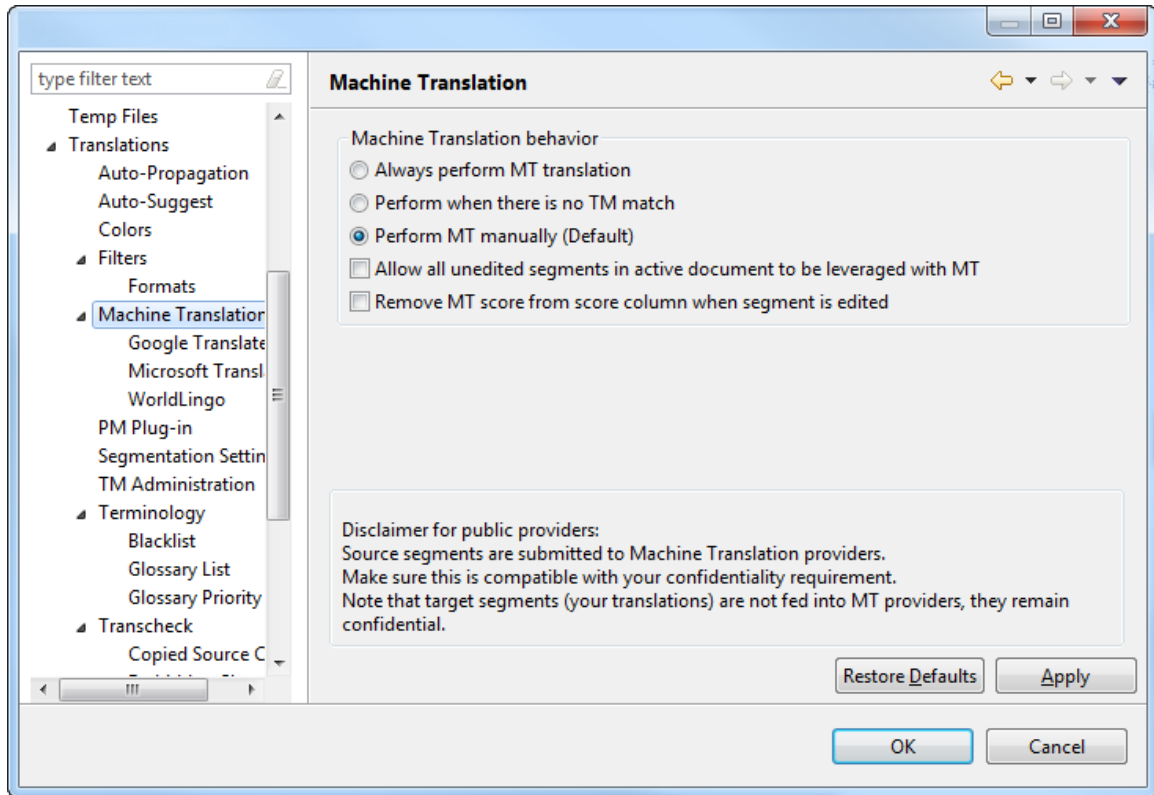 type filter text
Temp Files
Translations
Auto-Propagation
Auto-Suggest
Colors
Filters
Formats
Machine Translation
Google Translate
Microsoft Transl
WorldLingo
PM Plug-in
Segmentation Settin
TM Administration
Terminology
Blacklist
Glossary List
Glossary Priority
Transcheck
Copied Source C
Machine Translation
Machine Translation behavior
Always perform MT translation
Perform when there is no TM match
Perform MT manually (Default)
Allow all unedited segments in active document to be leveraged with MT
Remove MT score from score column when segment is edited
Disclaimer for public providers:
Source segments are submitted to Machine Translation providers.
Make sure this is compatible with your confidentiality requirement.
Note that target segments (your translations) are not fed into MT providers, they remain
confidential.
Restore Defaults
Apply
OK
Cancel